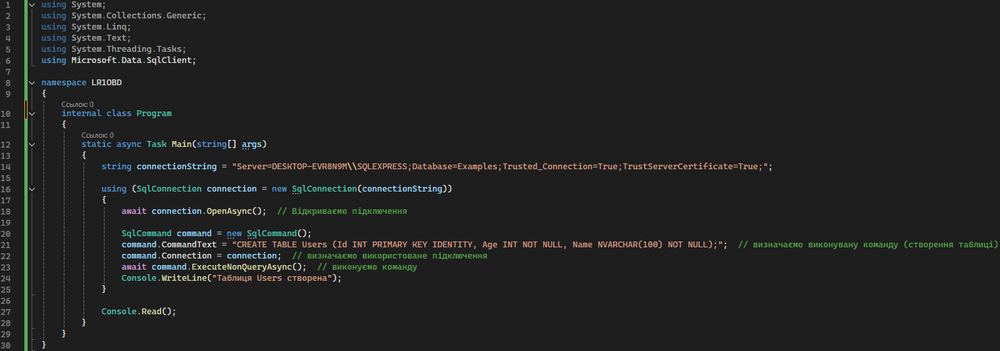 1 using System;
2 using System.Collections.Generic;
3 using System.Linq;
4 using System.Text;
5 using System.Threading.Tasks;
6 using Microsoft.Data.SqlClient;
7
8 namespace LR1OBD
9 {
Ссылок: 0
10 internal class Program
11 {
Ссылок: 0
12 static async Task Main(string[] args)
13 {
14 string connectionString = "Server=DESKTOP-EVR8N9M\\SQLEXPRESS;Database=Examples;Trusted_Connection=True;TrustServerCertificate=True;";
15
16 using (SqlConnection connection = new SqlConnection(connectionString))
17 {
18 await connection.OpenAsync(); // Відкриваємо підключення
19
20 SqlCommand command = new SqlCommand();
21 command.CommandText = "CREATE TABLE Users (Id INT PRIMARY KEY IDENTITY, Age INT NOT NULL, Name NVARCHAR(100) NOT NULL);"; // визначаємо виконувану команду (створення таблиці)
22 command.Connection = connection; // визначаємо використоване підключення
23 await command.ExecuteNonQueryAsync(); // виконуємо команду
24 Console.WriteLine("Таблиця Users створена");
25 }
26
27 Console.Read();
28 }
29 }
30 }